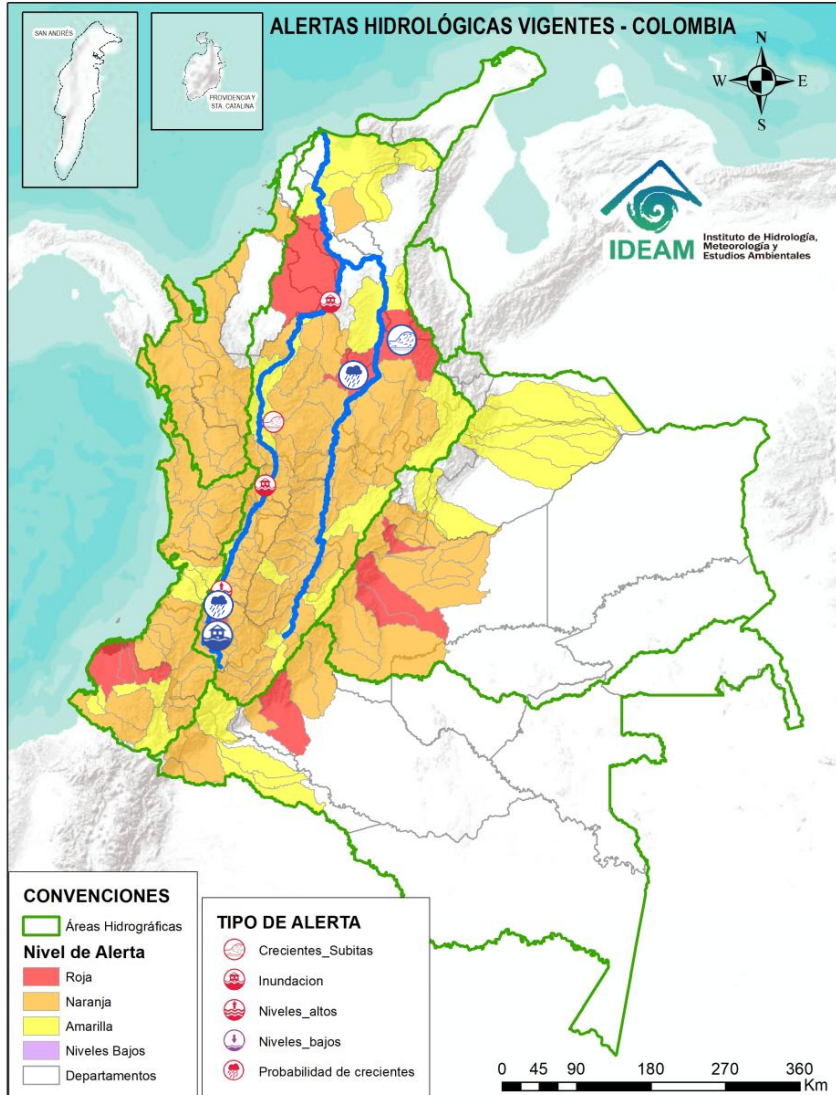 ALERTAS HIDROLÓGICAS VIGENTES - COLOMBIA
SAN ANDRÉS
PROVIDENCIA Y
STA. CATALINA
N
W
E
S
IDEAM
Instituto de Hidrología,
Meteorología y
Estudios Ambientales
CONVENCIONES
Áreas Hidrográficas
Nivel de Alerta
Roja
Naranja
Amarilla
Niveles Bajos
Departamentos
TIPO DE ALERTA
Crecientes_Subitas
Inundacion
Niveles_altos
Niveles_bajos
Probabilidad de crecientes
0 45 90 180 270 360
Km